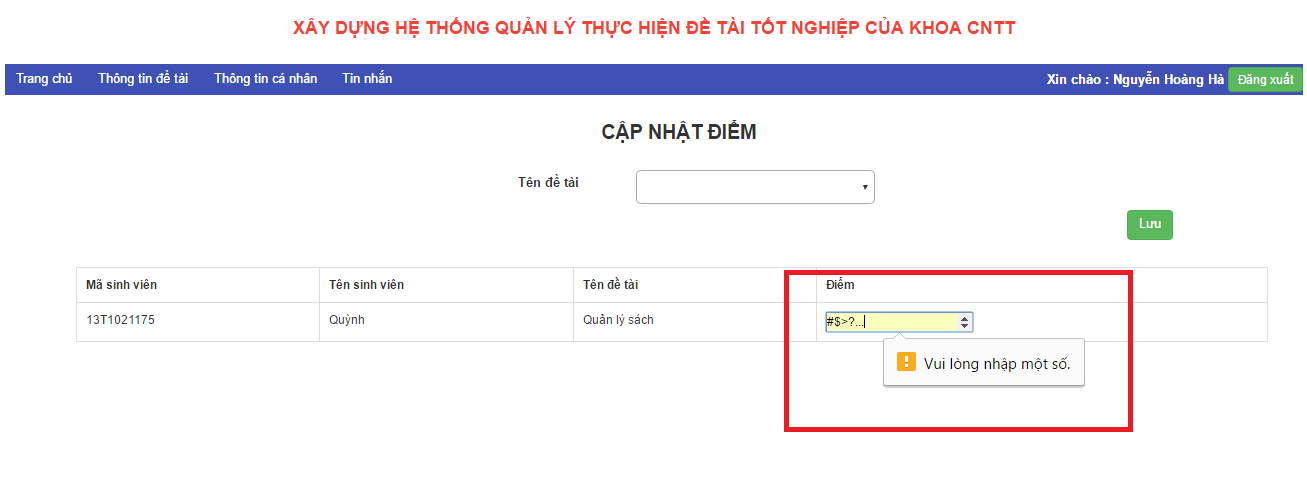 XÂY DỰNG HỆ THỐNG QUẢN LÝ THỰC HIỆN ĐỀ TÀI TỐT NGHIỆP CỦA KHOA CNTT
Trang chủ Thông tin đề tài Thông tin cá nhân Tin nhắn Xin chào : Nguyễn Hoàng Hà Đăng xuất
CẬP NHẬT ĐIỂM
Tên đề tài
Lưu
Mã sinh viên Tên sinh viên Tên đề tài Điểm
13T1021175 Quỳnh Quản lý sách #$>?...
Vui lòng nhập một số.